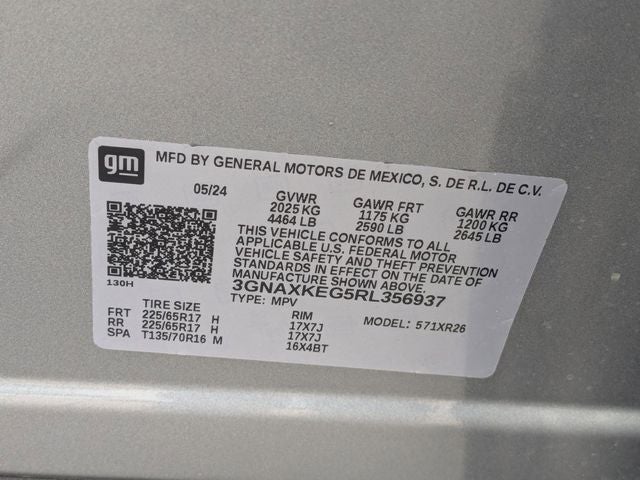 gm
MFD BY GENERAL MOTORS DE MEXICO, S. DE R.L. DE C.V.
05/24 GVWR GAWR FRT GAWR RR
2025 KG 1175 KG 1200 KG
4464 LB 2590 LB 2645 LB
THIS VEHICLE CONFORMS TO ALL
APPLICABLE U.S. FEDERAL MOTOR
VEHICLE SAFETY AND THEFT PREVENTION
STANDARDS IN EFFECT ON THE DATE OF
MANUFACTURE SHOWN ABOVE.
130H
3GNAXKEG5RL356937
TYPE: MPV
TIRE SIZE RIM MODEL: 571XR26
FRT 225/65R17 H 17X7J
RR 225/65R17 H 17X7J
SPA T135/70R16 M 16X4BT